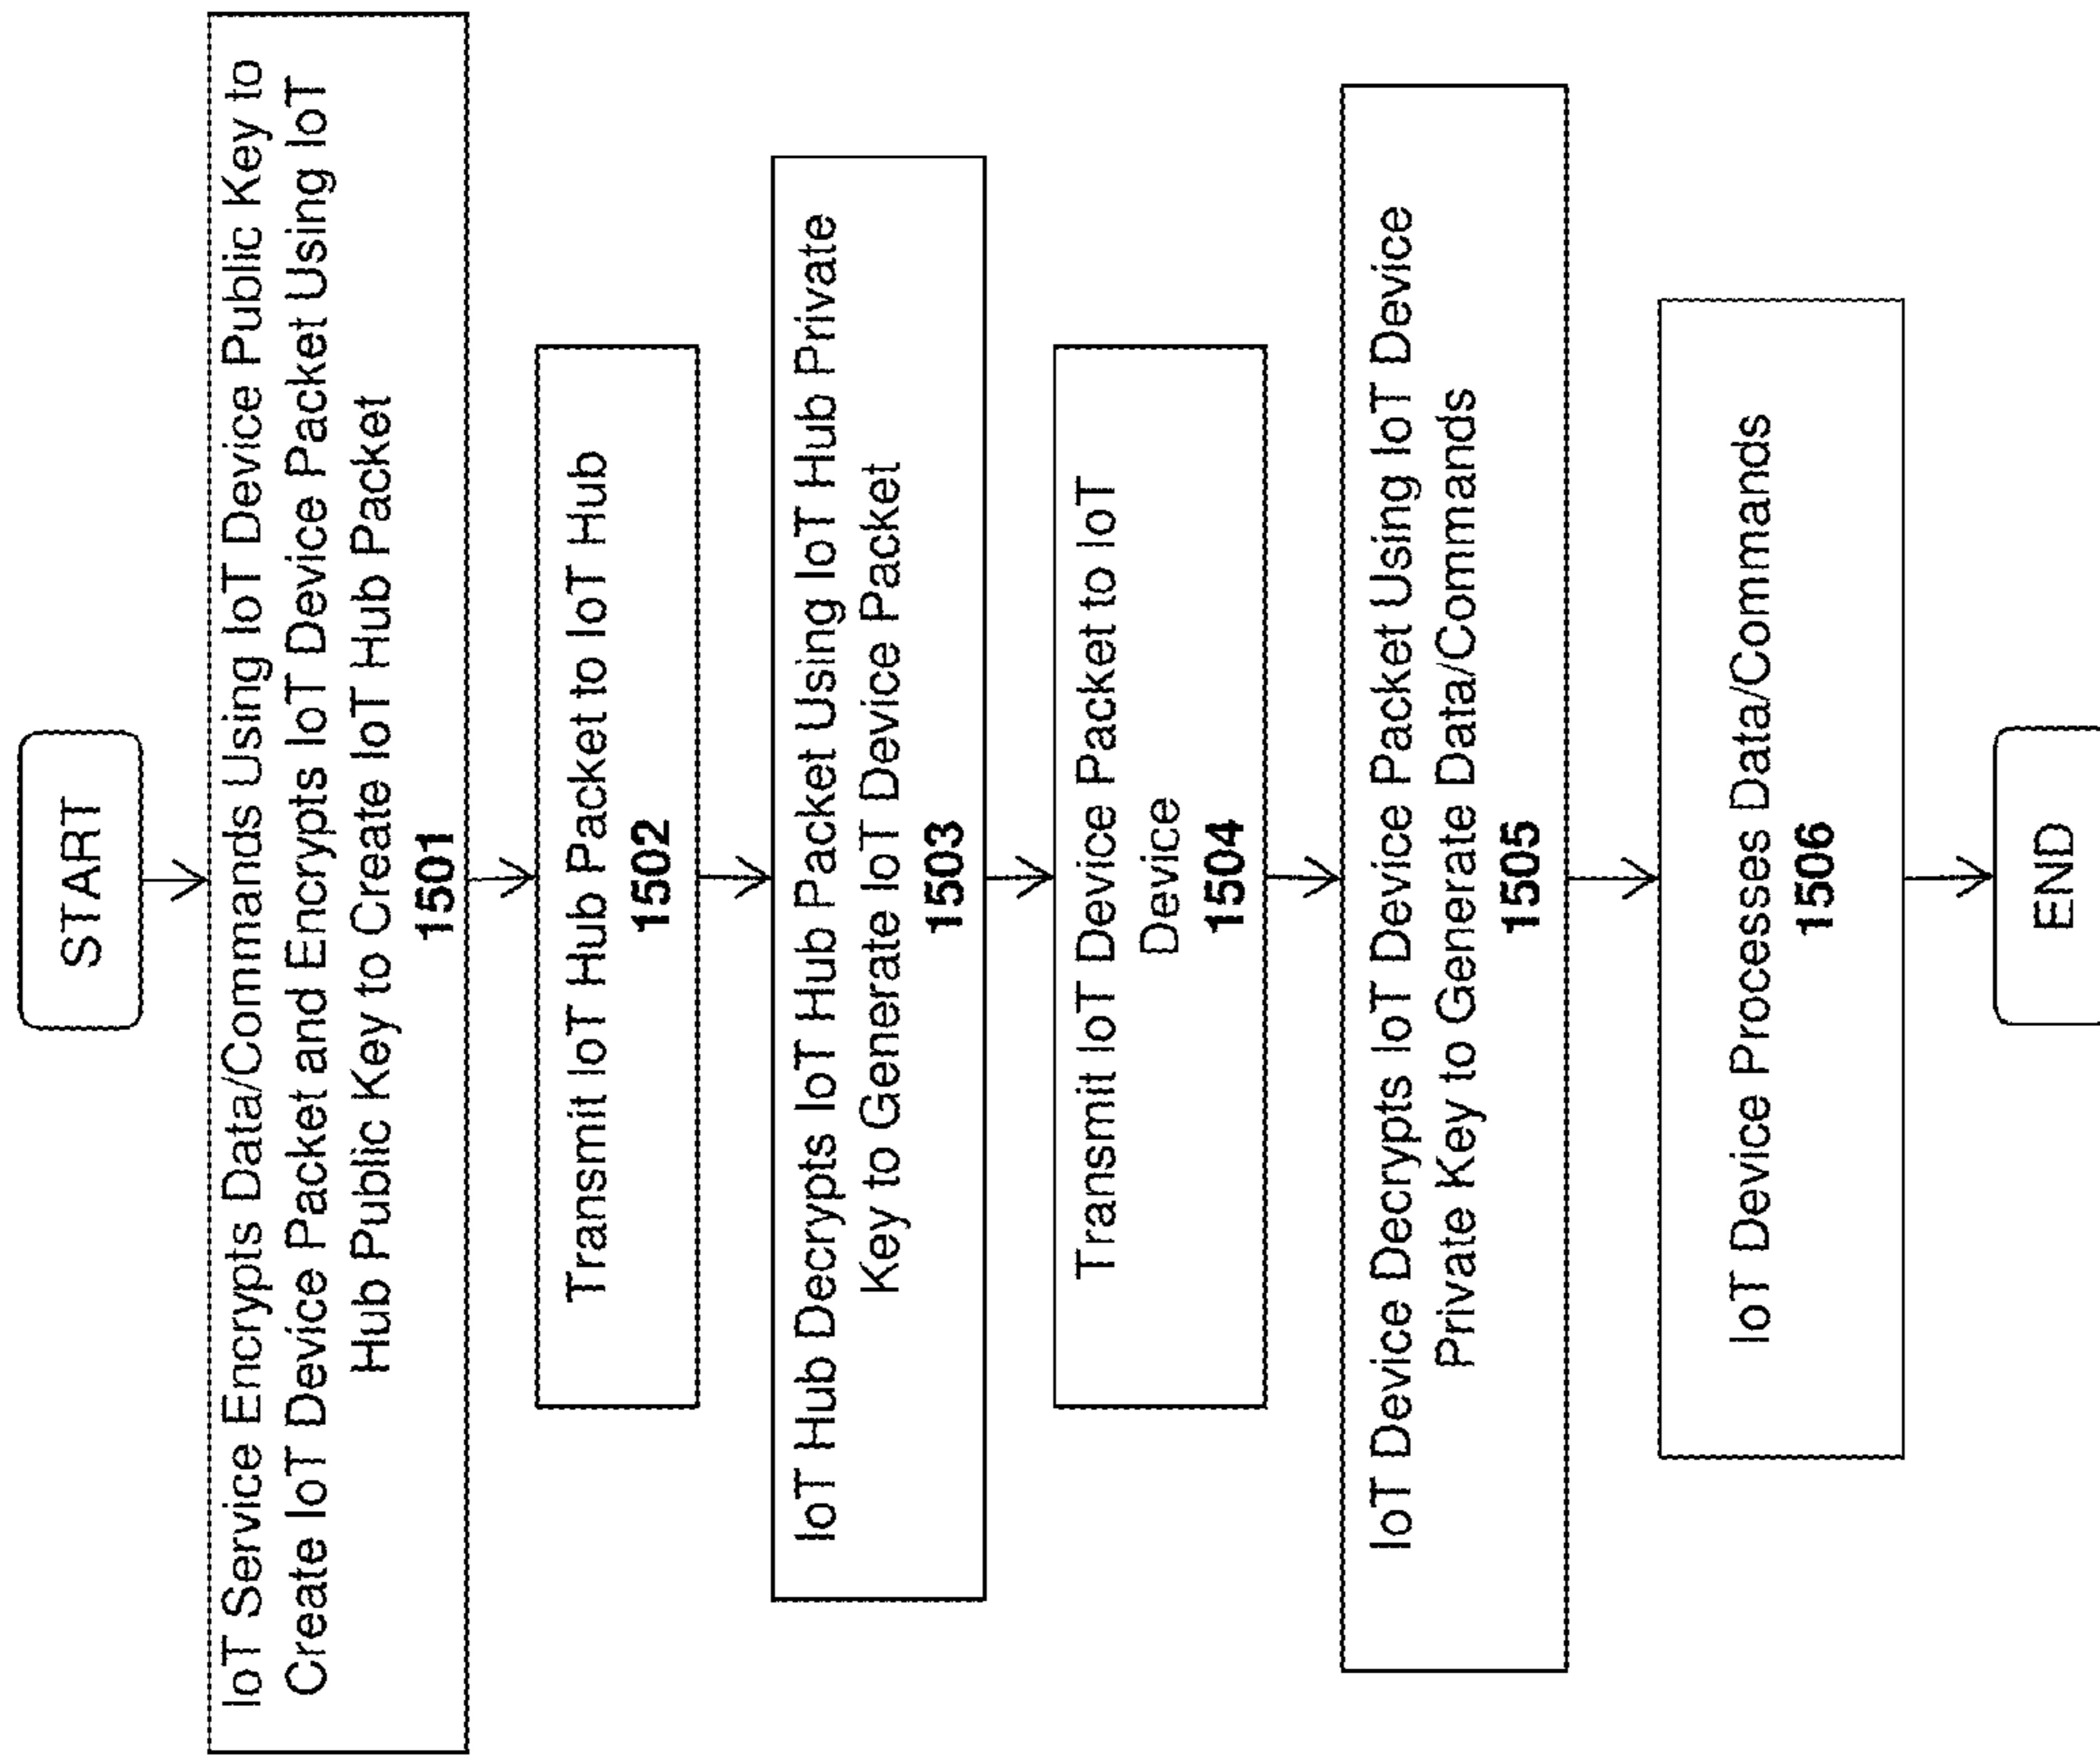 START
IoT Service Encrypts Data/Commands Using IoT Device Public Key to
Create IoT Device Packet and Encrypts IoT Device Packet Using IoT
Hub Public Key to Create IoT Hub Packet
1501
Transmit IoT Hub Packet to IoT Hub
1502
IoT Hub Decrypts IoT Hub Packet Using IoT Hub Private
Key to Generate IoT Device Packet
1503
Transmit IoT Device Packet to IoT
Device
1504
IoT Device Decrypts IoT Device Packet Using IoT Device
Private Key to Generate Data/Commands
1505
IoT Device Processes Data/Commands
1506
END